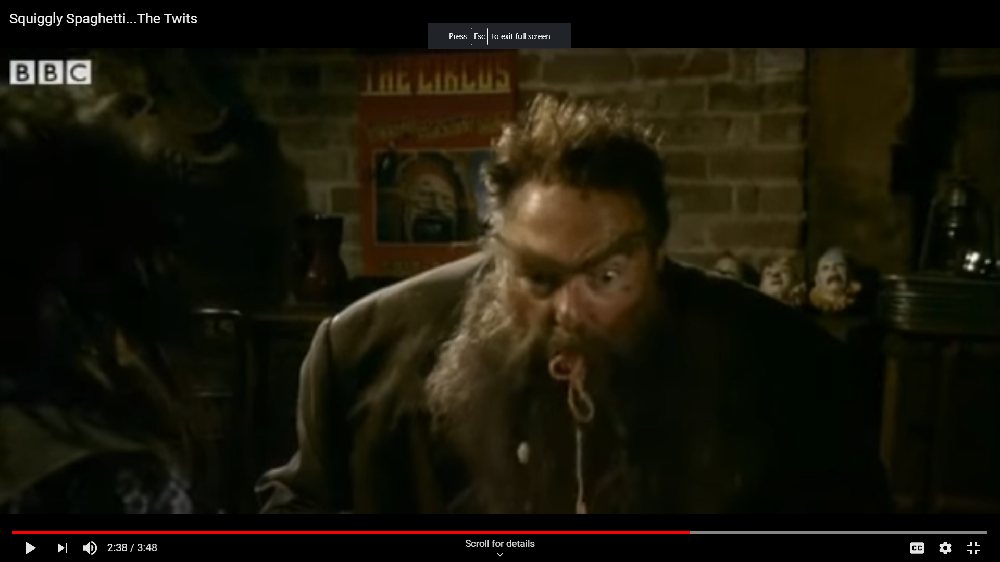 Squiggly Spaghetti...The Twits
Press Esc to exit full screen
BBC
THE CIRCUS
2:38 / 3:48
Scroll for details
CC